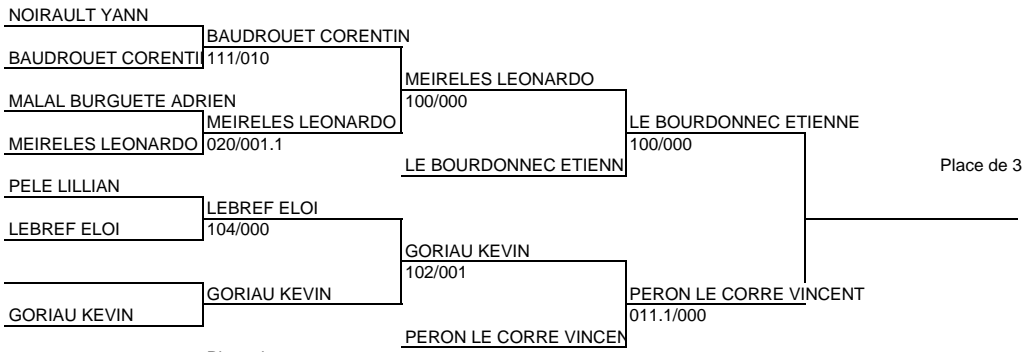 NOIRAULT YANN
BAUDROUET CORENTIN
BAUDROUET CORENTI
111/010
MEIRELES LEONARDO
100/000
MALAL BURGUETE ADRIEN
MEIRELES LEONARDO
LE BOURDONNEC ETIENNE
MEIRELES LEONARDO
020/001.1
100/000
LE BOURDONNEC ETIENN
Place de 3
PELE LILLIAN
LEBREF ELOI
LEBREF ELOI
104/000
GORIAU KEVIN
102/001
GORIAU KEVIN
PERON LE CORRE VINCENT
GORIAU KEVIN
011.1/000
PERON LE CORRE VINCEN